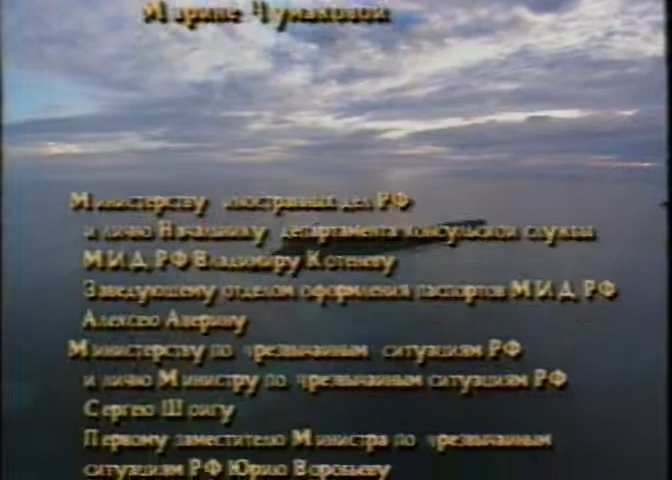 Марине Чумаковой
Министерству иностранных дел РФ
и лично Начальнику департамента консульской службы
МИД РФ Владимиру Котеневу
Заведующему отделом оформления паспортов МИД РФ
Алексею Аверину
Министерству по чрезвычайным ситуациям РФ
и лично Министру по чрезвычайным ситуациям РФ
Сергею Шойгу
Первому заместителю Министра по чрезвычайным
ситуациям РФ Юрию Воробьеву